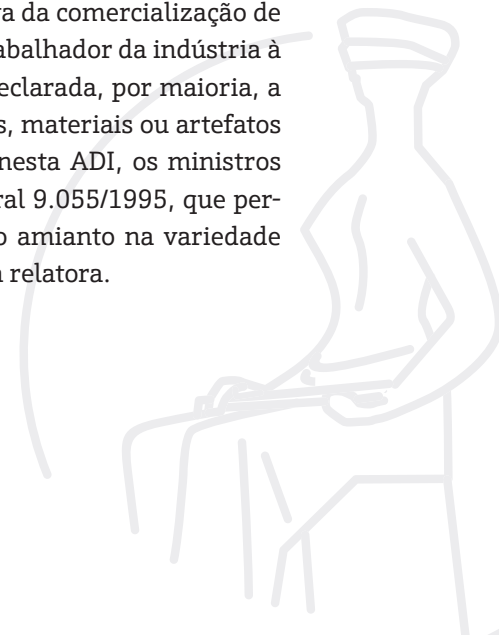 va da comercialização de
abalhador da indústria à
eclarada, por maioria, a
s, materiais ou artefatos
nesta ADI, os ministros
ral 9.055/1995, que per-
o amianto na variedade
a relatora.